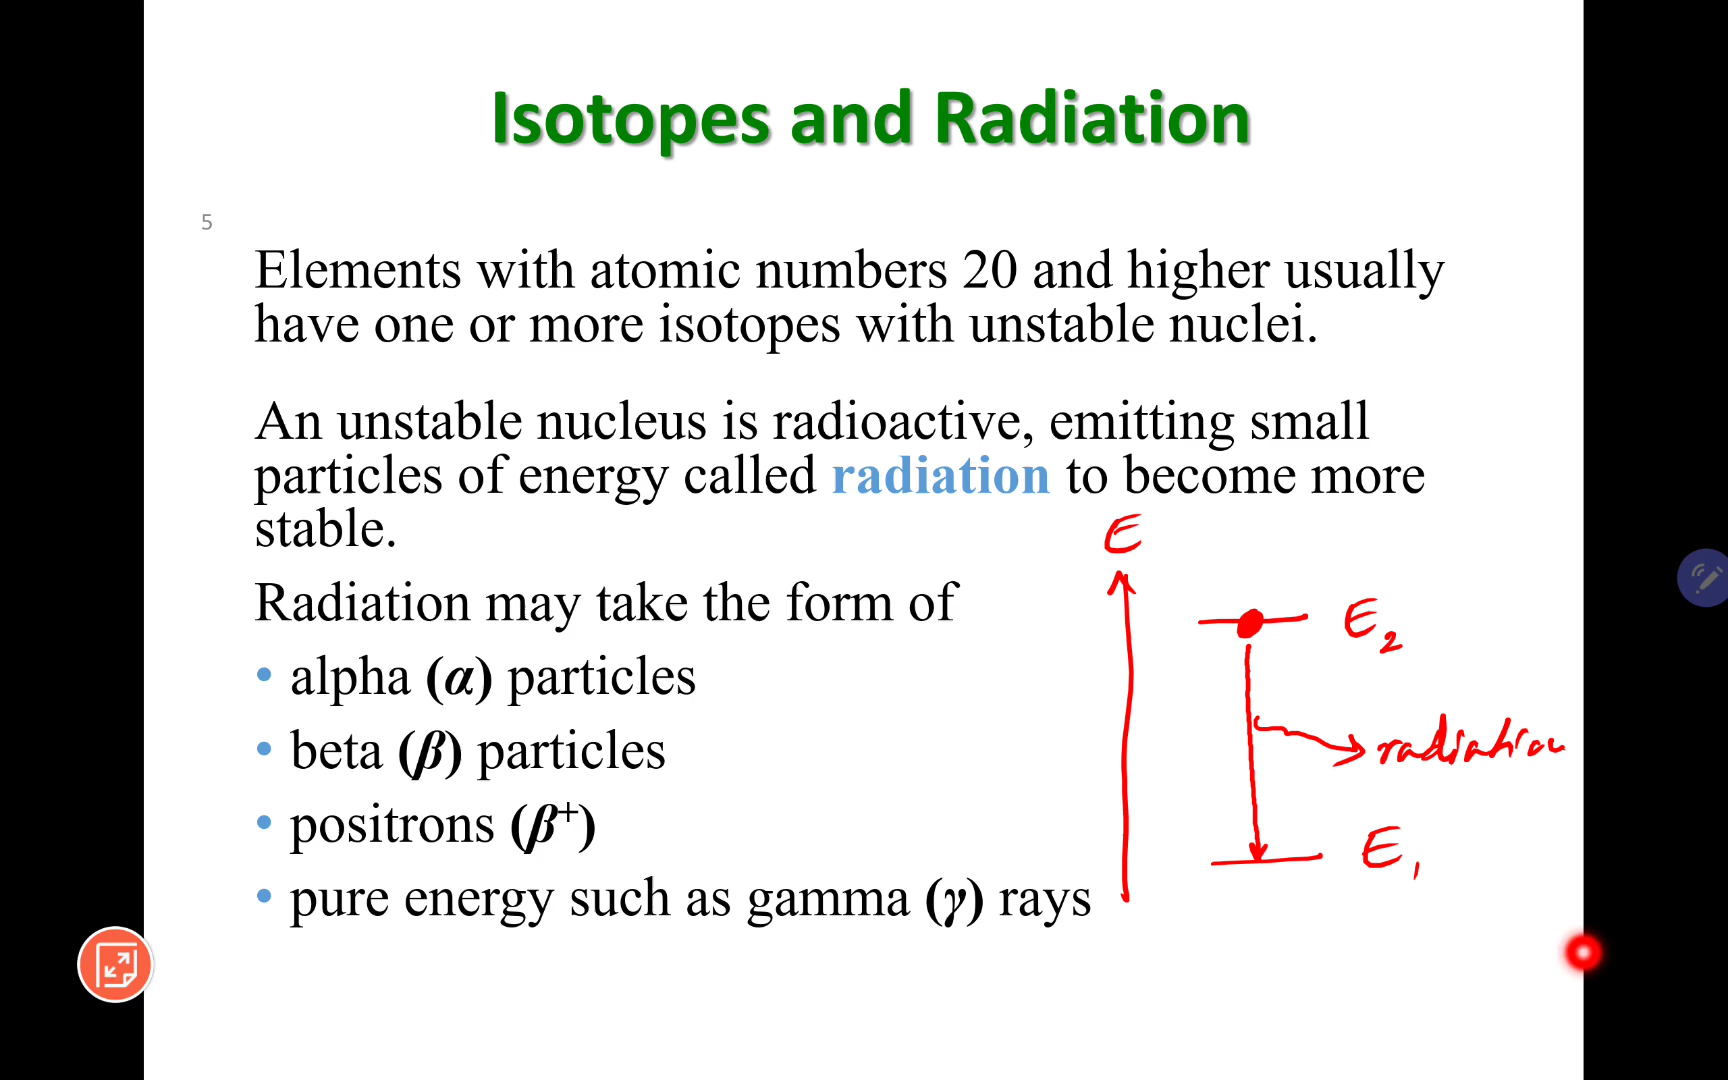 Isotopes and Radiation
5
Elements with atomic numbers 20 and higher usually
have one or more isotopes with unstable nuclei.
An unstable nucleus is radioactive, emitting small
particles of energy called radiation to become more
stable.
Radiation may take the form of
• alpha (α) particles
• beta (β) particles
• positrons (β⁺)
• pure energy such as gamma (γ) rays
E
E₂
radiation
E₁